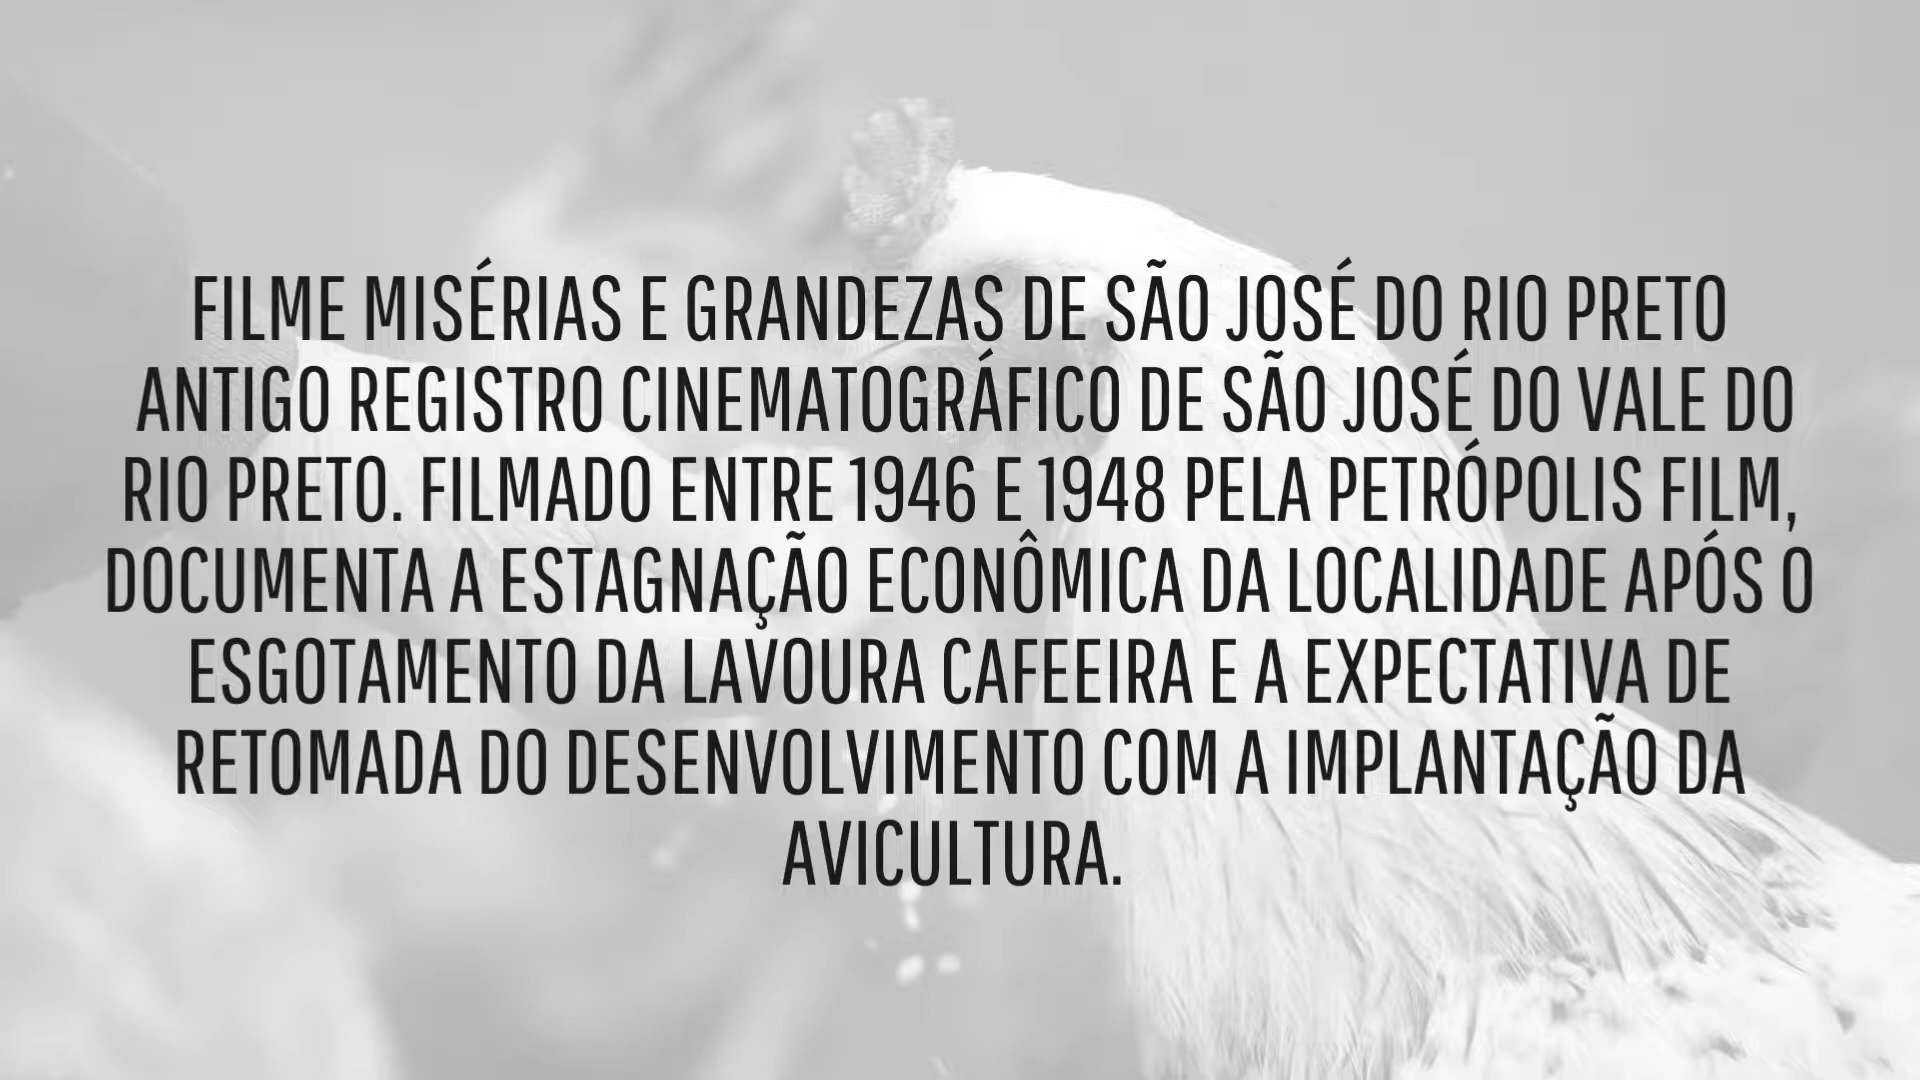 FILME MISÉRIAS E GRANDEZAS DE SÃO JOSÉ DO RIO PRETO
ANTIGO REGISTRO CINEMATOGRÁFICO DE SÃO JOSÉ DO VALE DO
RIO PRETO. FILMADO ENTRE 1946 E 1948 PELA PETRÓPOLIS FILM,
DOCUMENTA A ESTAGNAÇÃO ECONÔMICA DA LOCALIDADE APÓS O
ESGOTAMENTO DA LAVOURA CAFEEIRA E A EXPECTATIVA DE
RETOMADA DO DESENVOLVIMENTO COM A IMPLANTAÇÃO DA
AVICULTURA.